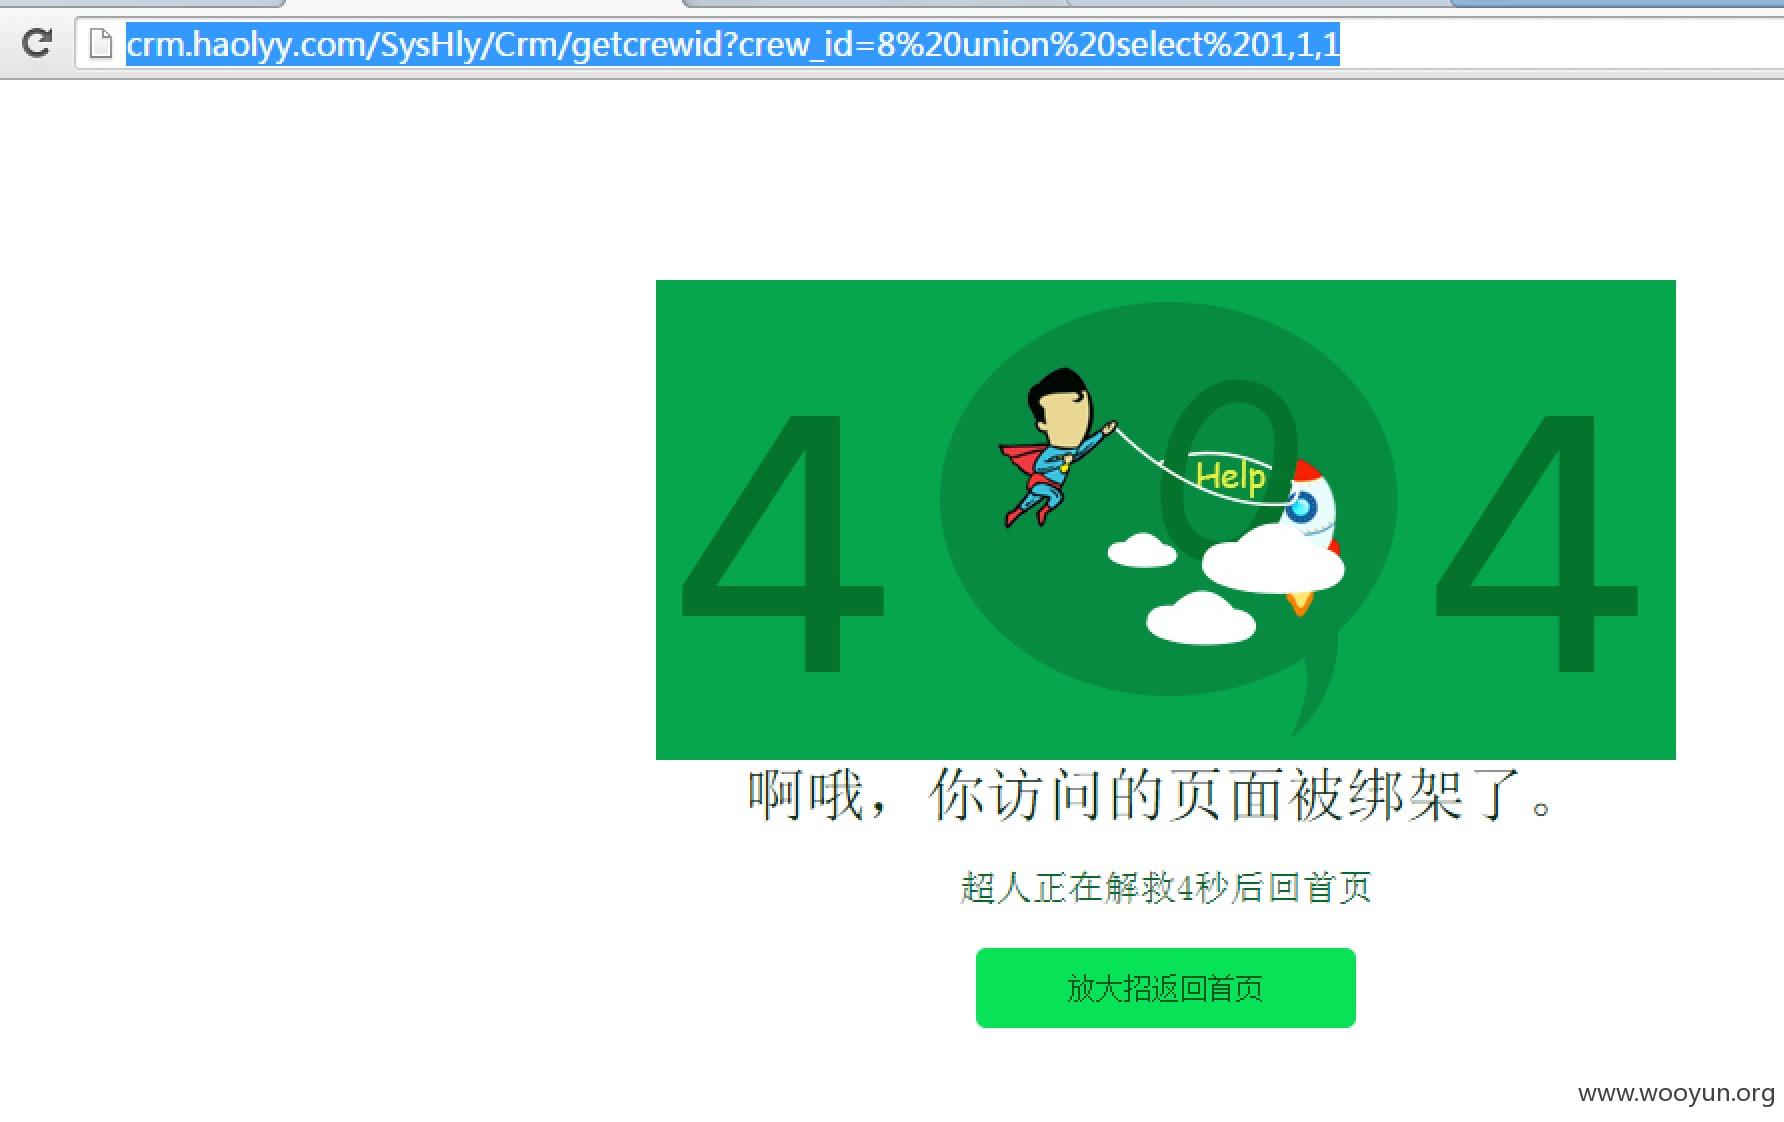 crm.haolyy.com/SysHly/Crm/getcrewid?crew_id=8%20union%20select%201,1,1
404
Help
啊哦，你访问的页面被绑架了。
超人正在解救4秒后回首页
放大招返回首页
www.wooyun.org